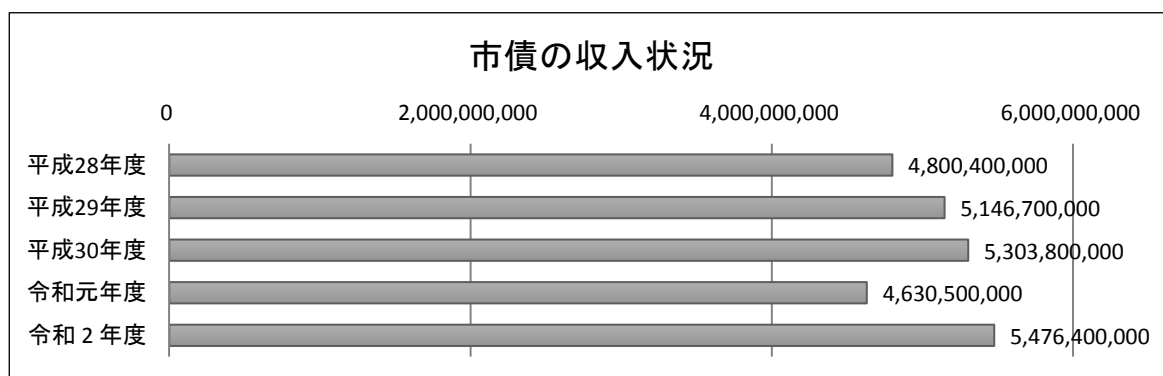 市債の収入状況
0 2,000,000,000 4,000,000,000 6,000,000,000
平成28年度 4,800,400,000
平成29年度 5,146,700,000
平成30年度 5,303,800,000
令和元年度 4,630,500,000
令和２年度 5,476,400,000